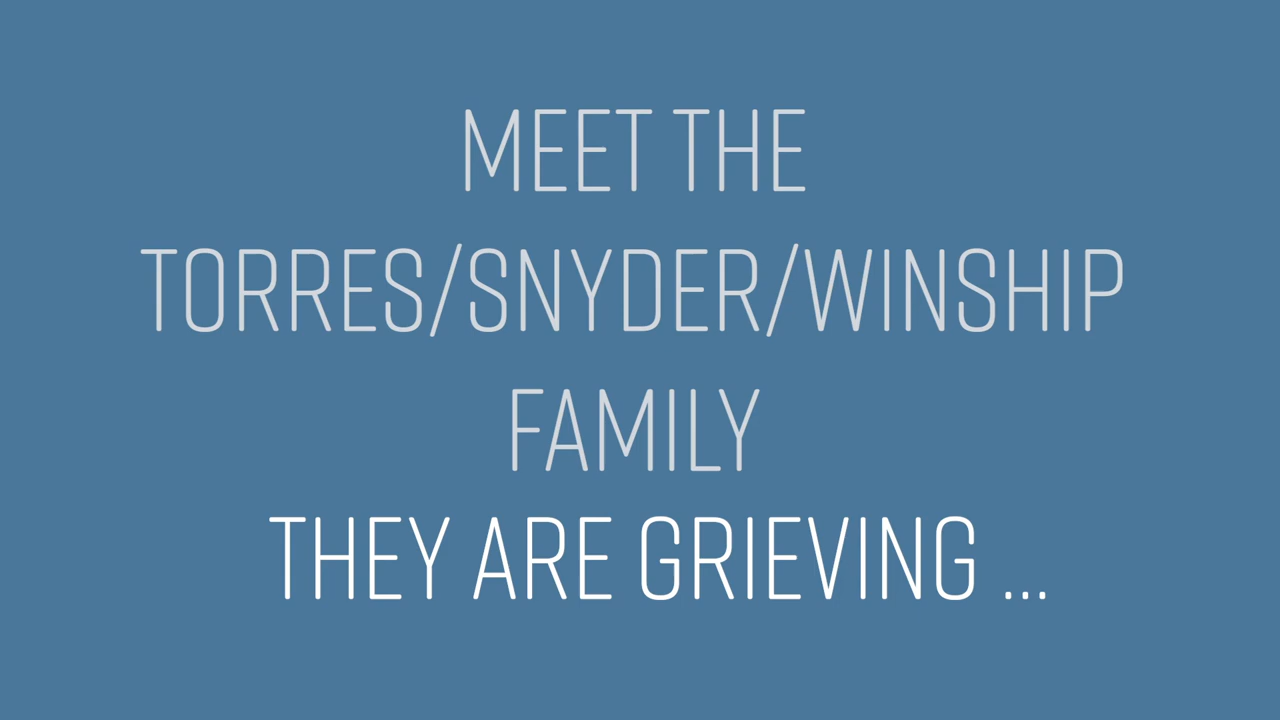 MEET THE
TORRES/SNYDER/WINSHIP
FAMILY
THEY ARE GRIEVING ...